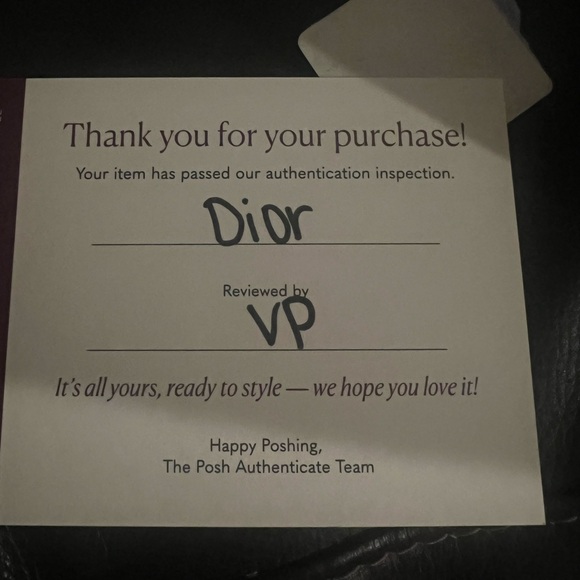 Thank you for your purchase!
Your item has passed our authentication inspection.
Dior
Reviewed by
VP
It's all yours, ready to style — we hope you love it!
Happy Poshing,
The Posh Authenticate Team